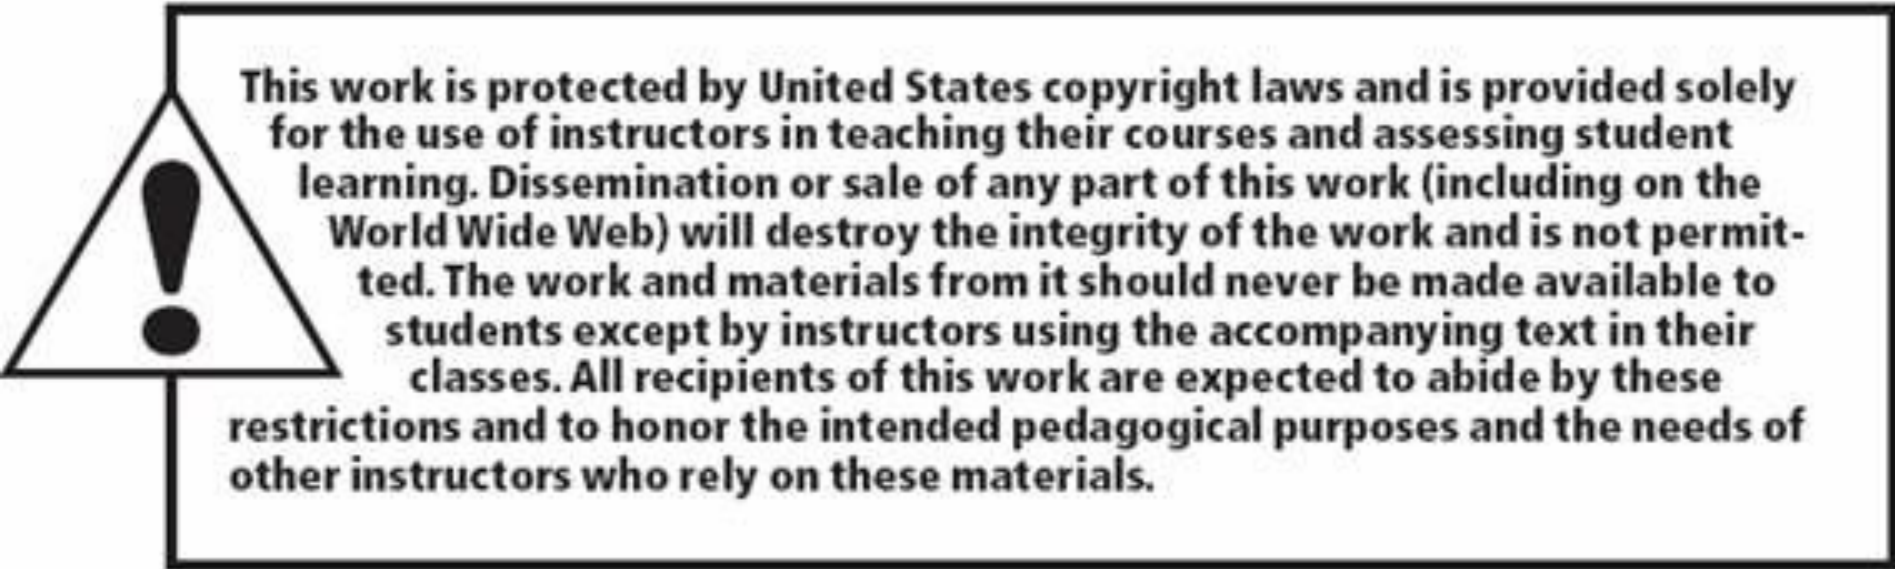 This work is protected by United States copyright laws and is provided solely
for the use of instructors in teaching their courses and assessing student
learning. Dissemination or sale of any part of this work (including on the
World Wide Web) will destroy the integrity of the work and is not permit-
ted. The work and materials from it should never be made available to
students except by instructors using the accompanying text in their
classes. All recipients of this work are expected to abide by these
restrictions and to honor the intended pedagogical purposes and the needs of
other instructors who rely on these materials.